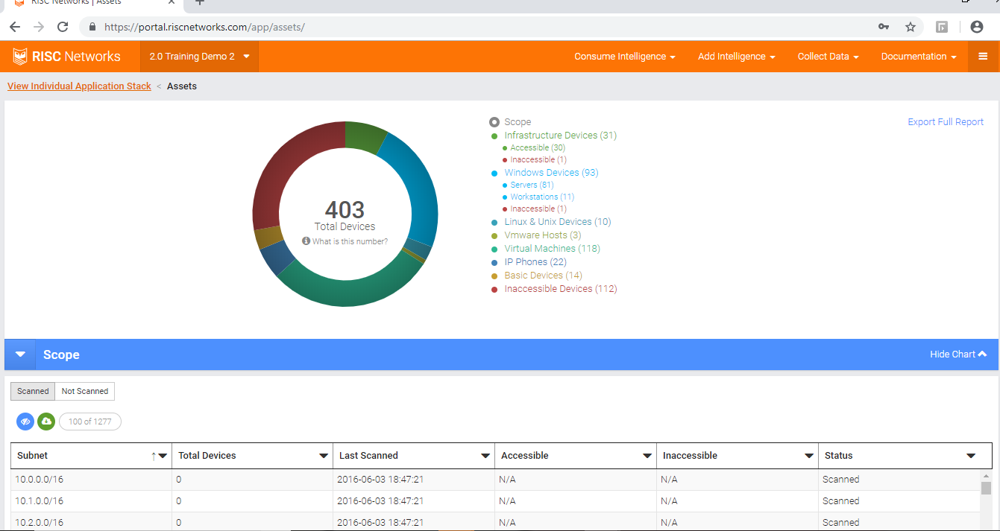 RISC Networks | Assets
https://portal.riscnetworks.com/app/assets/
RISC Networks
2.0 Training Demo 2
Consume Intelligence
Add Intelligence
Collect Data
Documentation
View Individual Application Stack < Assets
403
Total Devices
What is this number?
Scope
Infrastructure Devices (31)
Accessible (30)
Inaccessible (1)
Windows Devices (93)
Servers (81)
Workstations (11)
Inaccessible (1)
Linux & Unix Devices (10)
Vmware Hosts (3)
Virtual Machines (118)
IP Phones (22)
Basic Devices (14)
Inaccessible Devices (112)
Export Full Report
Scope
Hide Chart
Scanned
Not Scanned
100 of 1277
Subnet Total Devices Last Scanned Accessible Inaccessible Status
10.0.0.0/16 0 2016-06-03 18:47:21 N/A N/A Scanned
10.1.0.0/16 0 2016-06-03 18:47:21 N/A N/A Scanned
10.2.0.0/16 0 2016-06-03 18:47:21 N/A N/A Scanned